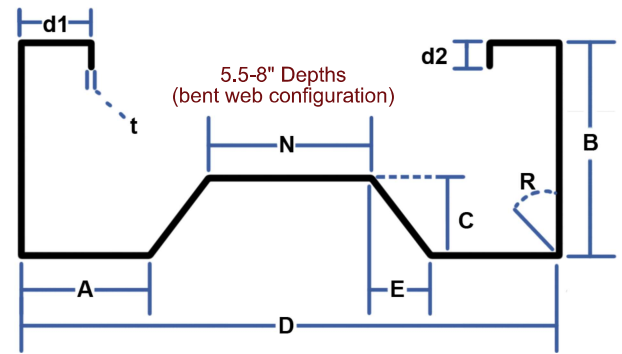 d1
d2
5.5-8" Depths
(bent web configuration)
t
N
B
R
C
A
E
D